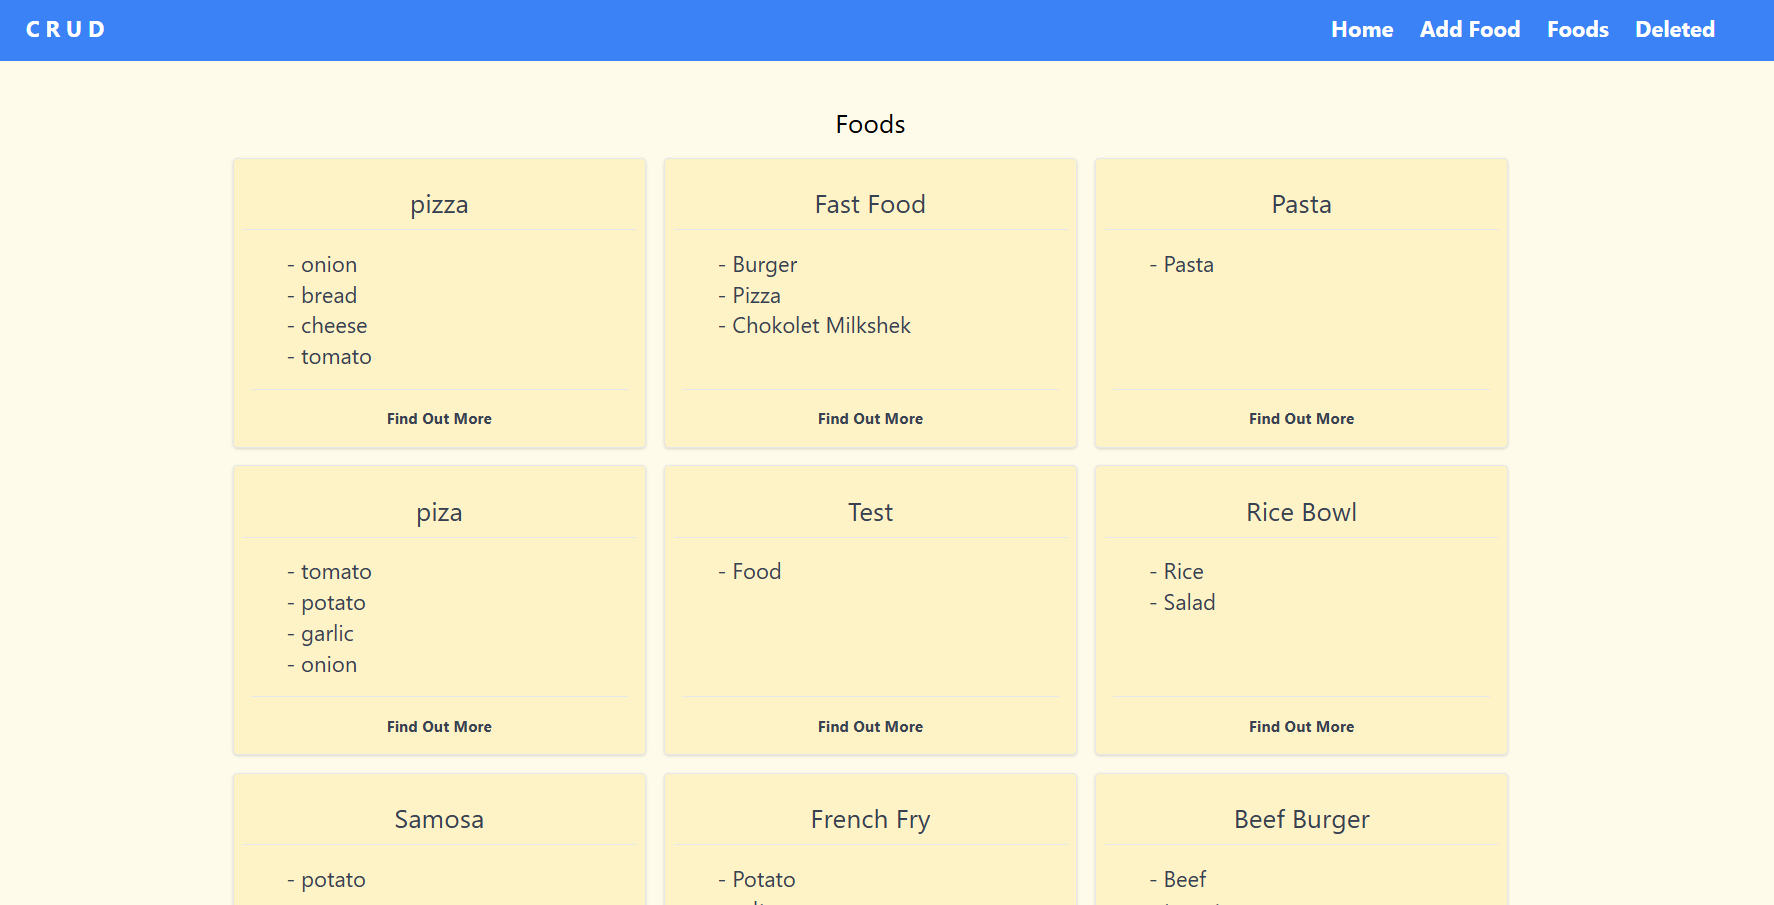 CRUD
Home Add Food Foods Deleted
Foods
pizza
- onion
- bread
- cheese
- tomato
Find Out More
Fast Food
- Burger
- Pizza
- Chokolet Milkshek
Find Out More
Pasta
- Pasta
Find Out More
piza
- tomato
- potato
- garlic
- onion
Find Out More
Test
- Food
Find Out More
Rice Bowl
- Rice
- Salad
Find Out More
Samosa
- potato
French Fry
- Potato
Beef Burger
- Beef